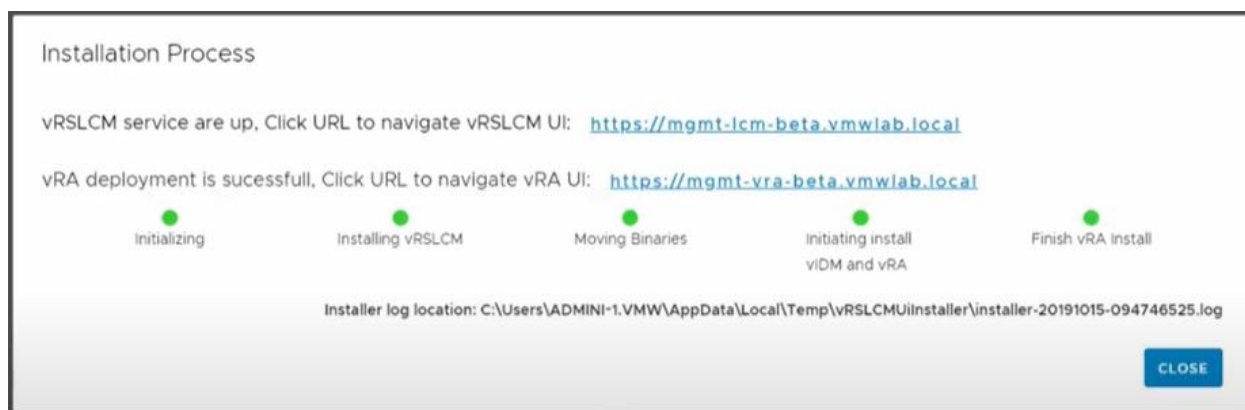 Installation Process
vRSLCM service are up, Click URL to navigate vRSLCM UI: https://mgmt-lcm-beta.vmwlab.local
vRA deployment is sucessfull, Click URL to navigate vRA UI: https://mgmt-vra-beta.vmwlab.local
Initializing
Installing vRSLCM
Moving Binaries
Initiating install
vIDM and vRA
Finish vRA Install
Installer log location: C:\Users\ADMINI~1.VMW\AppData\Local\Temp\vRSLCMUiInstaller\installer-20191015-094746525.log
CLOSE